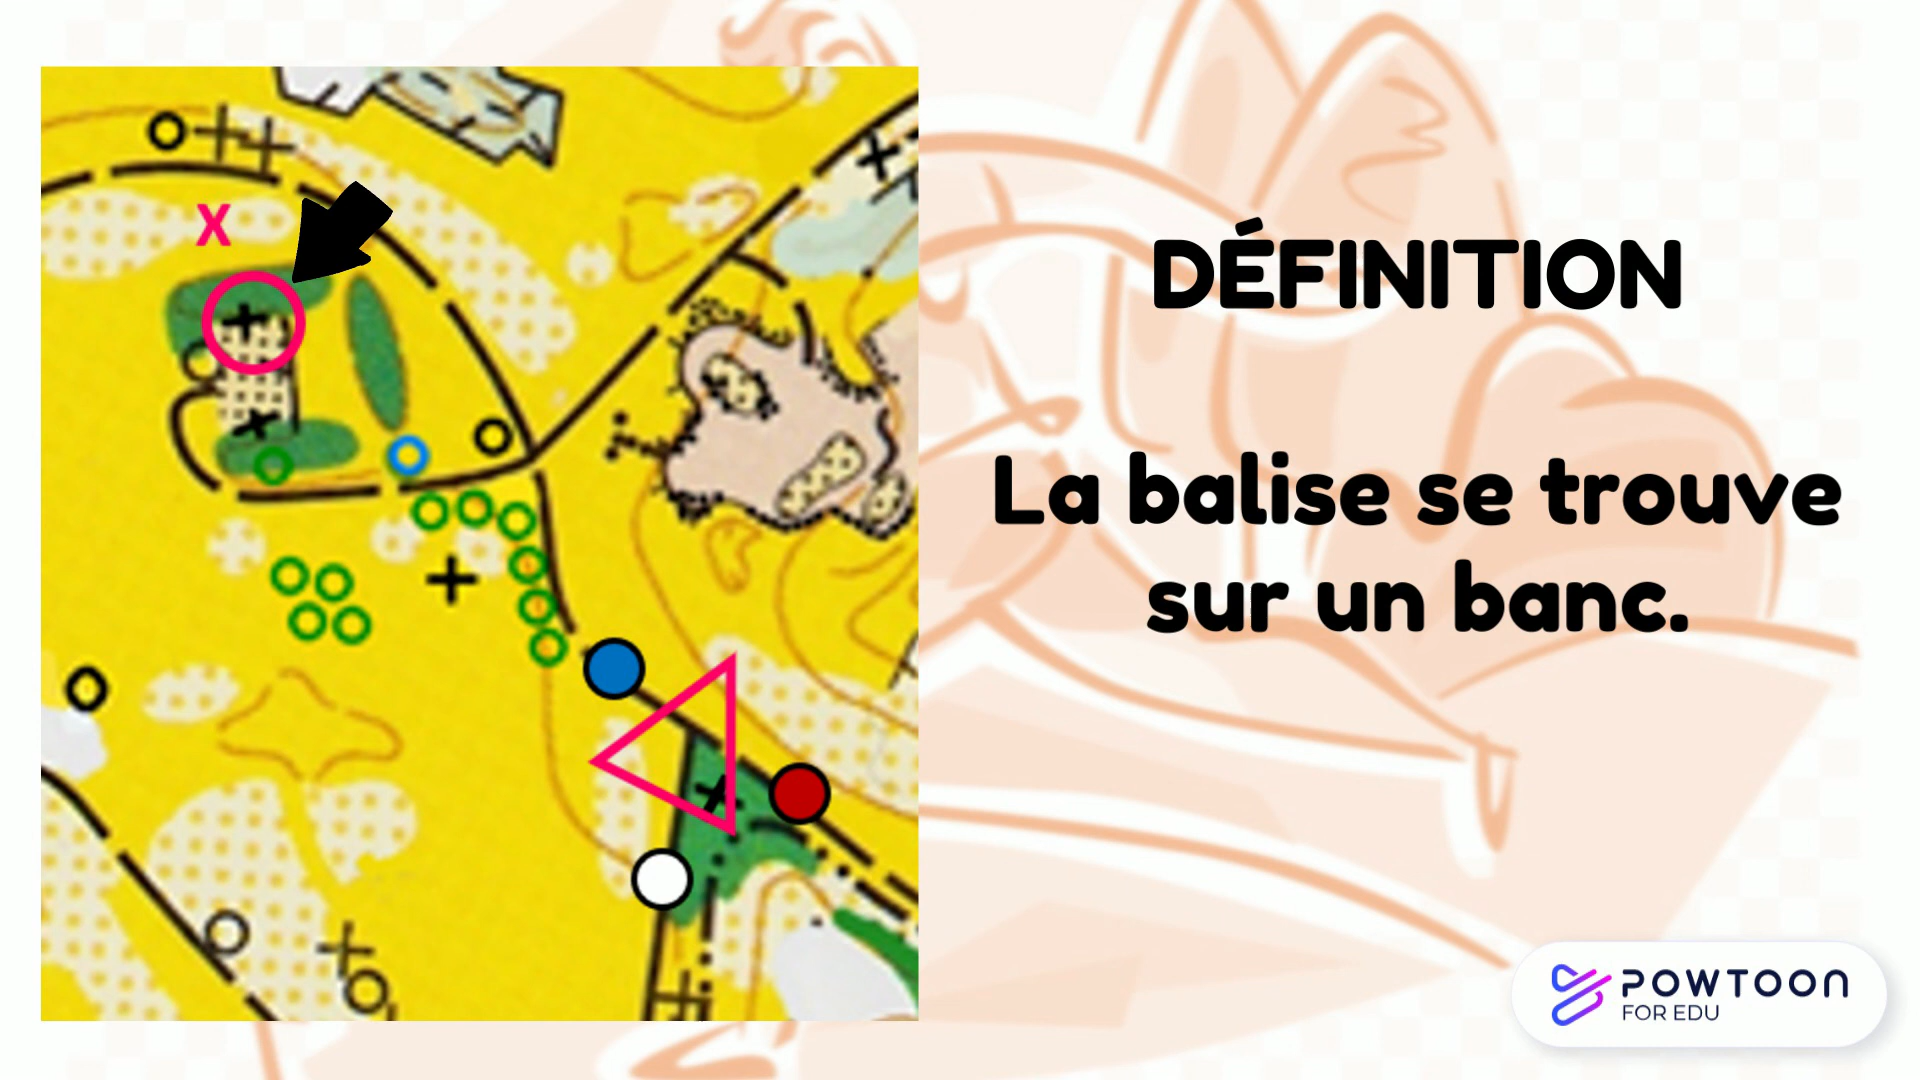 X
DÉFINITION
La balise se trouve
sur un banc.
POWTOON
FOR EDU